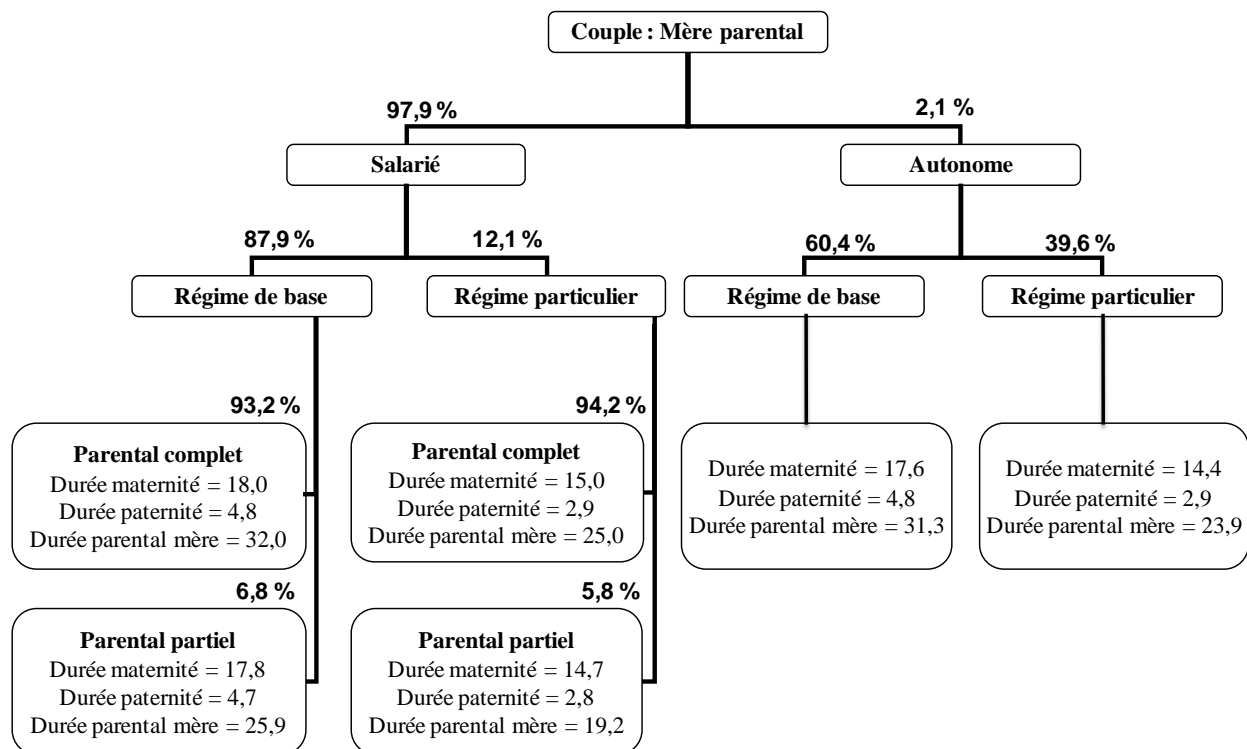 Couple : Mère parental
97,9 %
2,1 %
Salarié
Autonome
87,9 %
12,1 %
60,4 %
39,6 %
Régime de base
Régime particulier
Régime de base
Régime particulier
93,2 %
94,2 %
Parental complet
Durée maternité = 18,0
Durée paternité = 4,8
Durée parental mère = 32,0
Parental complet
Durée maternité = 15,0
Durée paternité = 2,9
Durée parental mère = 25,0
Durée maternité = 17,6
Durée paternité = 4,8
Durée parental mère = 31,3
Durée maternité = 14,4
Durée paternité = 2,9
Durée parental mère = 23,9
6,8 %
5,8 %
Parental partiel
Durée maternité = 17,8
Durée paternité = 4,7
Durée parental mère = 25,9
Parental partiel
Durée maternité = 14,7
Durée paternité = 2,8
Durée parental mère = 19,2